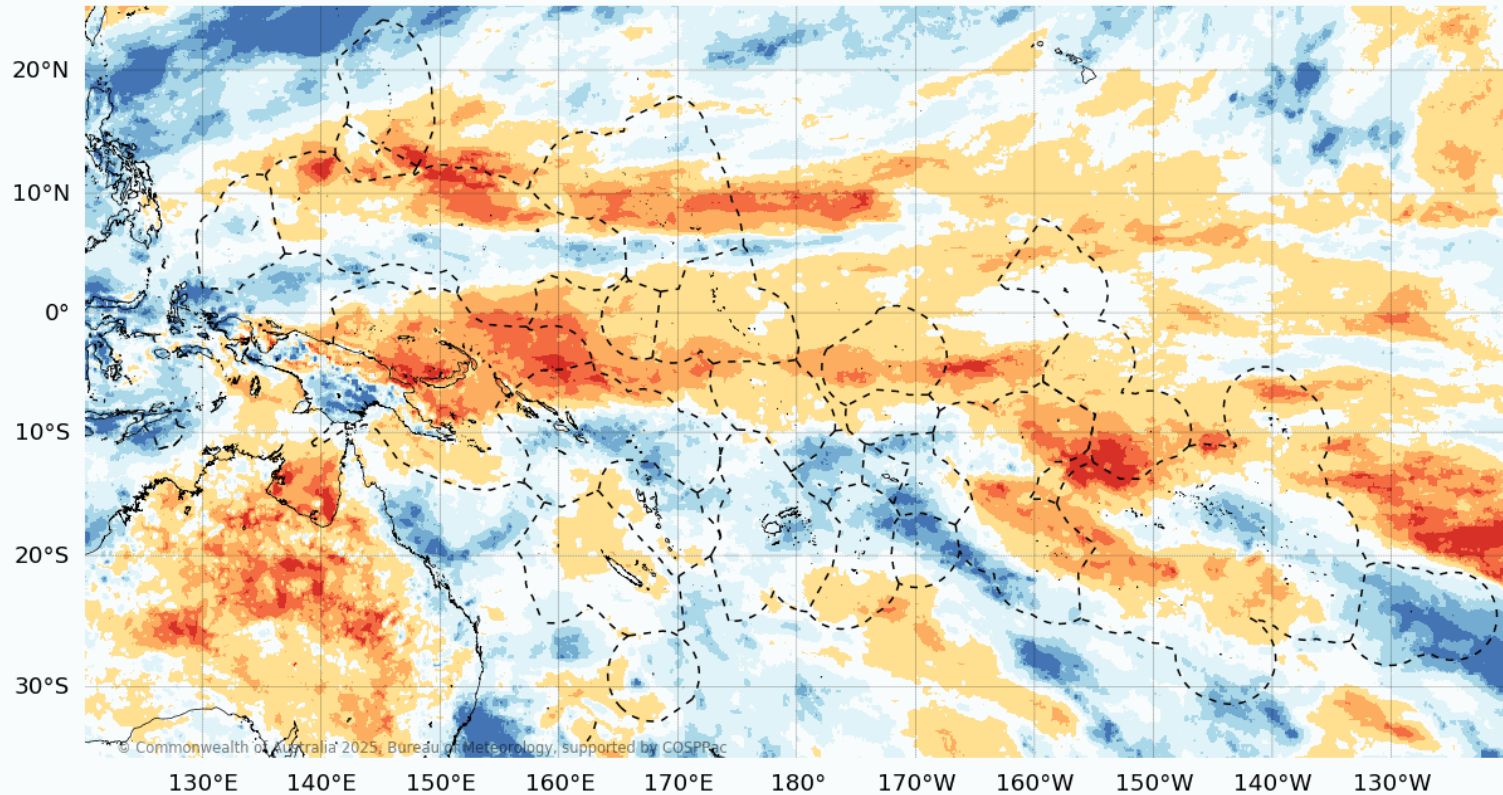 20°N
10°N
0°
10°S
20°S
30°S
© Commonwealth of Australia 2025, Bureau of Meteorology, supported by COSPPac
130°E 140°E 150°E 160°E 170°E 180° 170°W 160°W 150°W 140°W 130°W